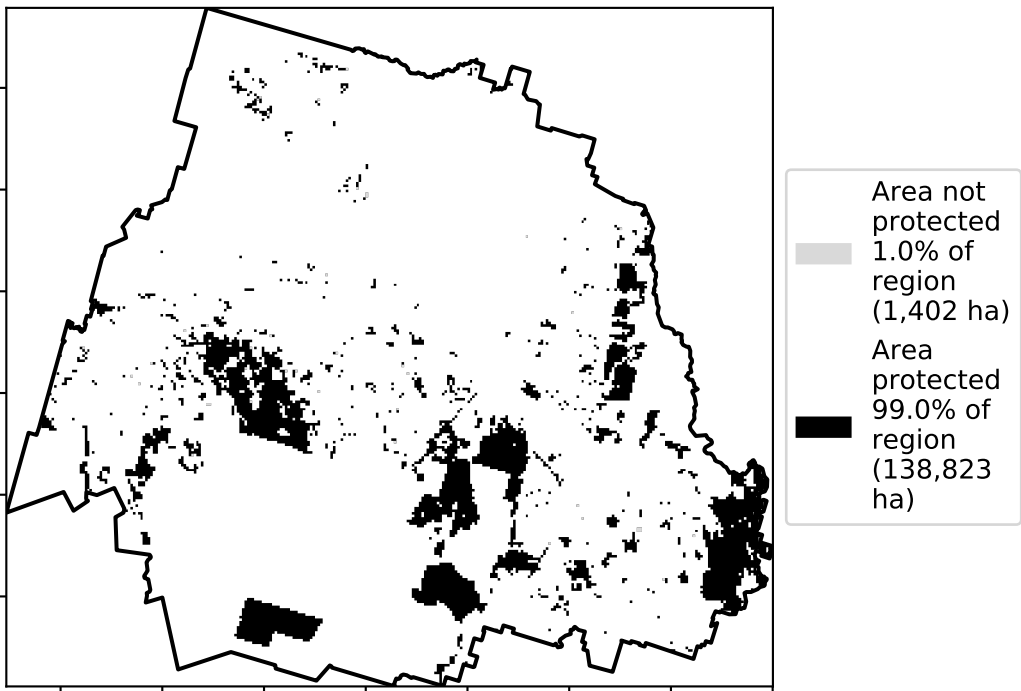 Area not
protected
1.0% of
region
(1,402 ha)
Area
protected
99.0% of
region
(138,823
ha)